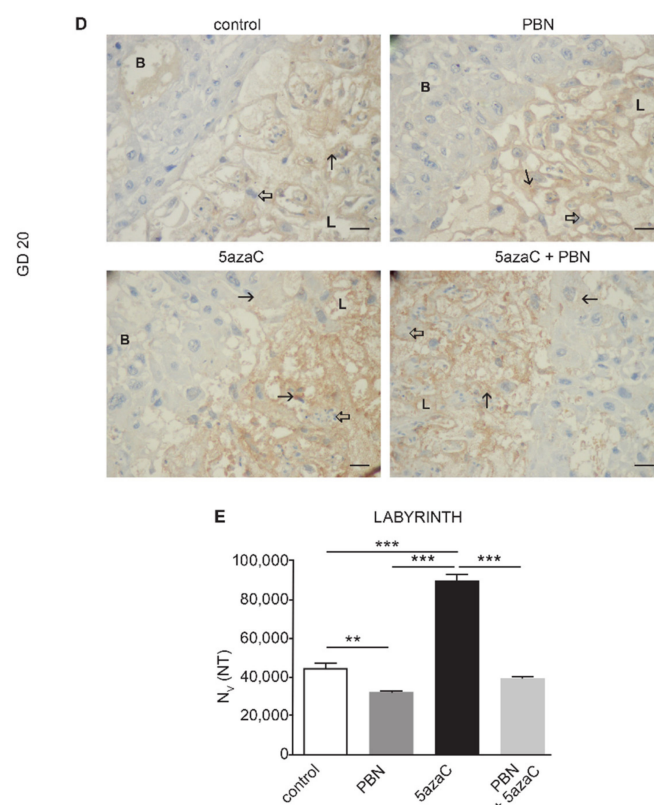 D
control
PBN
B
L
B
L
GD 20
5azaC
5azaC + PBN
B
L
L
E
LABYRINTH
***
*** ***
**
100,000
80,000
60,000
40,000
20,000
0
NV (NT)
control
PBN
5azaC
PBN
+ 5azaC